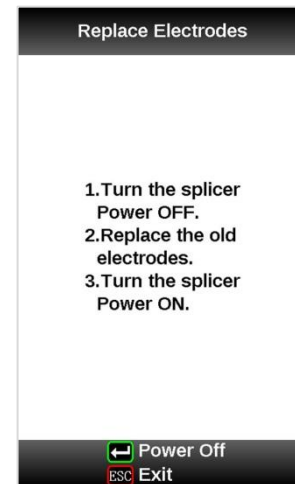 Replace Electrodes
1.Turn the splicer
Power OFF.
2.Replace the old
electrodes.
3.Turn the splicer
Power ON.
Power Off
ESC Exit